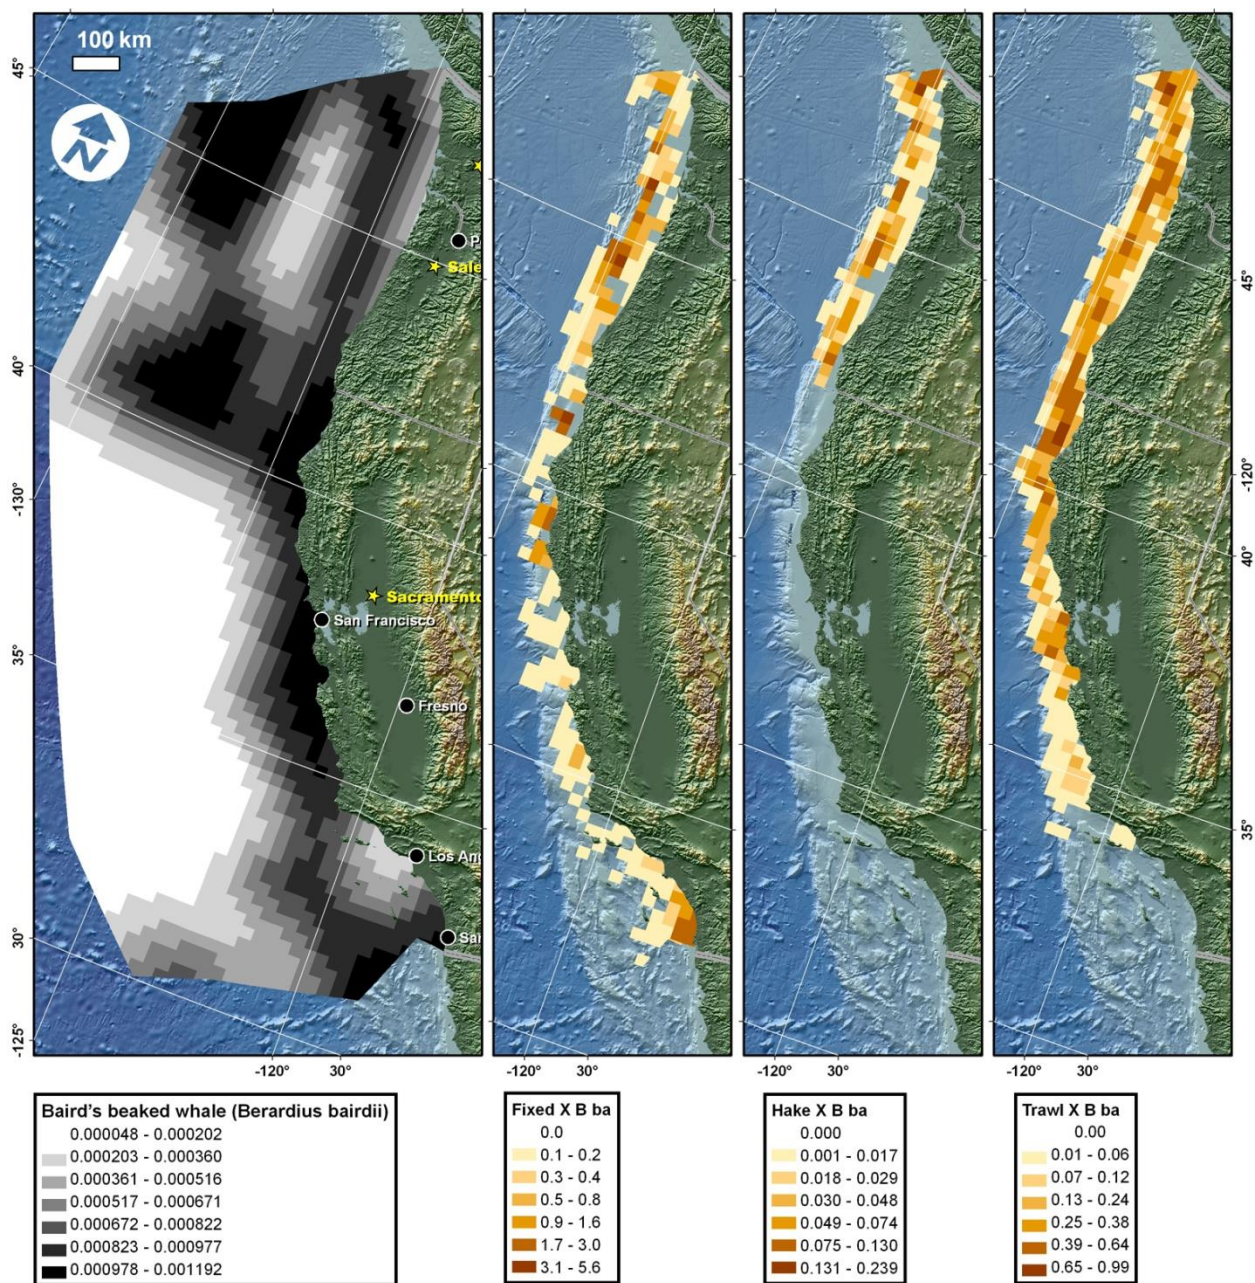 100 km
N
45°
40°
-130°
35°
30°
-125°
P
Sale
Sacramento
San Francisco
Fresno
Los Ang
Sa
45°
-120°
40°
35°
-120°
30°
-120°
30°
-120°
30°
-120°
30°
Baird's beaked whale (Berardius bairdii)
0.000048 - 0.000202
0.000203 - 0.000360
0.000361 - 0.000516
0.000517 - 0.000671
0.000672 - 0.000822
0.000823 - 0.000977
0.000978 - 0.001192
Fixed X B ba
0.0
0.1 - 0.2
0.3 - 0.4
0.5 - 0.8
0.9 - 1.6
1.7 - 3.0
3.1 - 5.6
Hake X B ba
0.000
0.001 - 0.017
0.018 - 0.029
0.030 - 0.048
0.049 - 0.074
0.075 - 0.130
0.131 - 0.239
Trawl X B ba
0.00
0.01 - 0.06
0.07 - 0.12
0.13 - 0.24
0.25 - 0.38
0.39 - 0.64
0.65 - 0.99